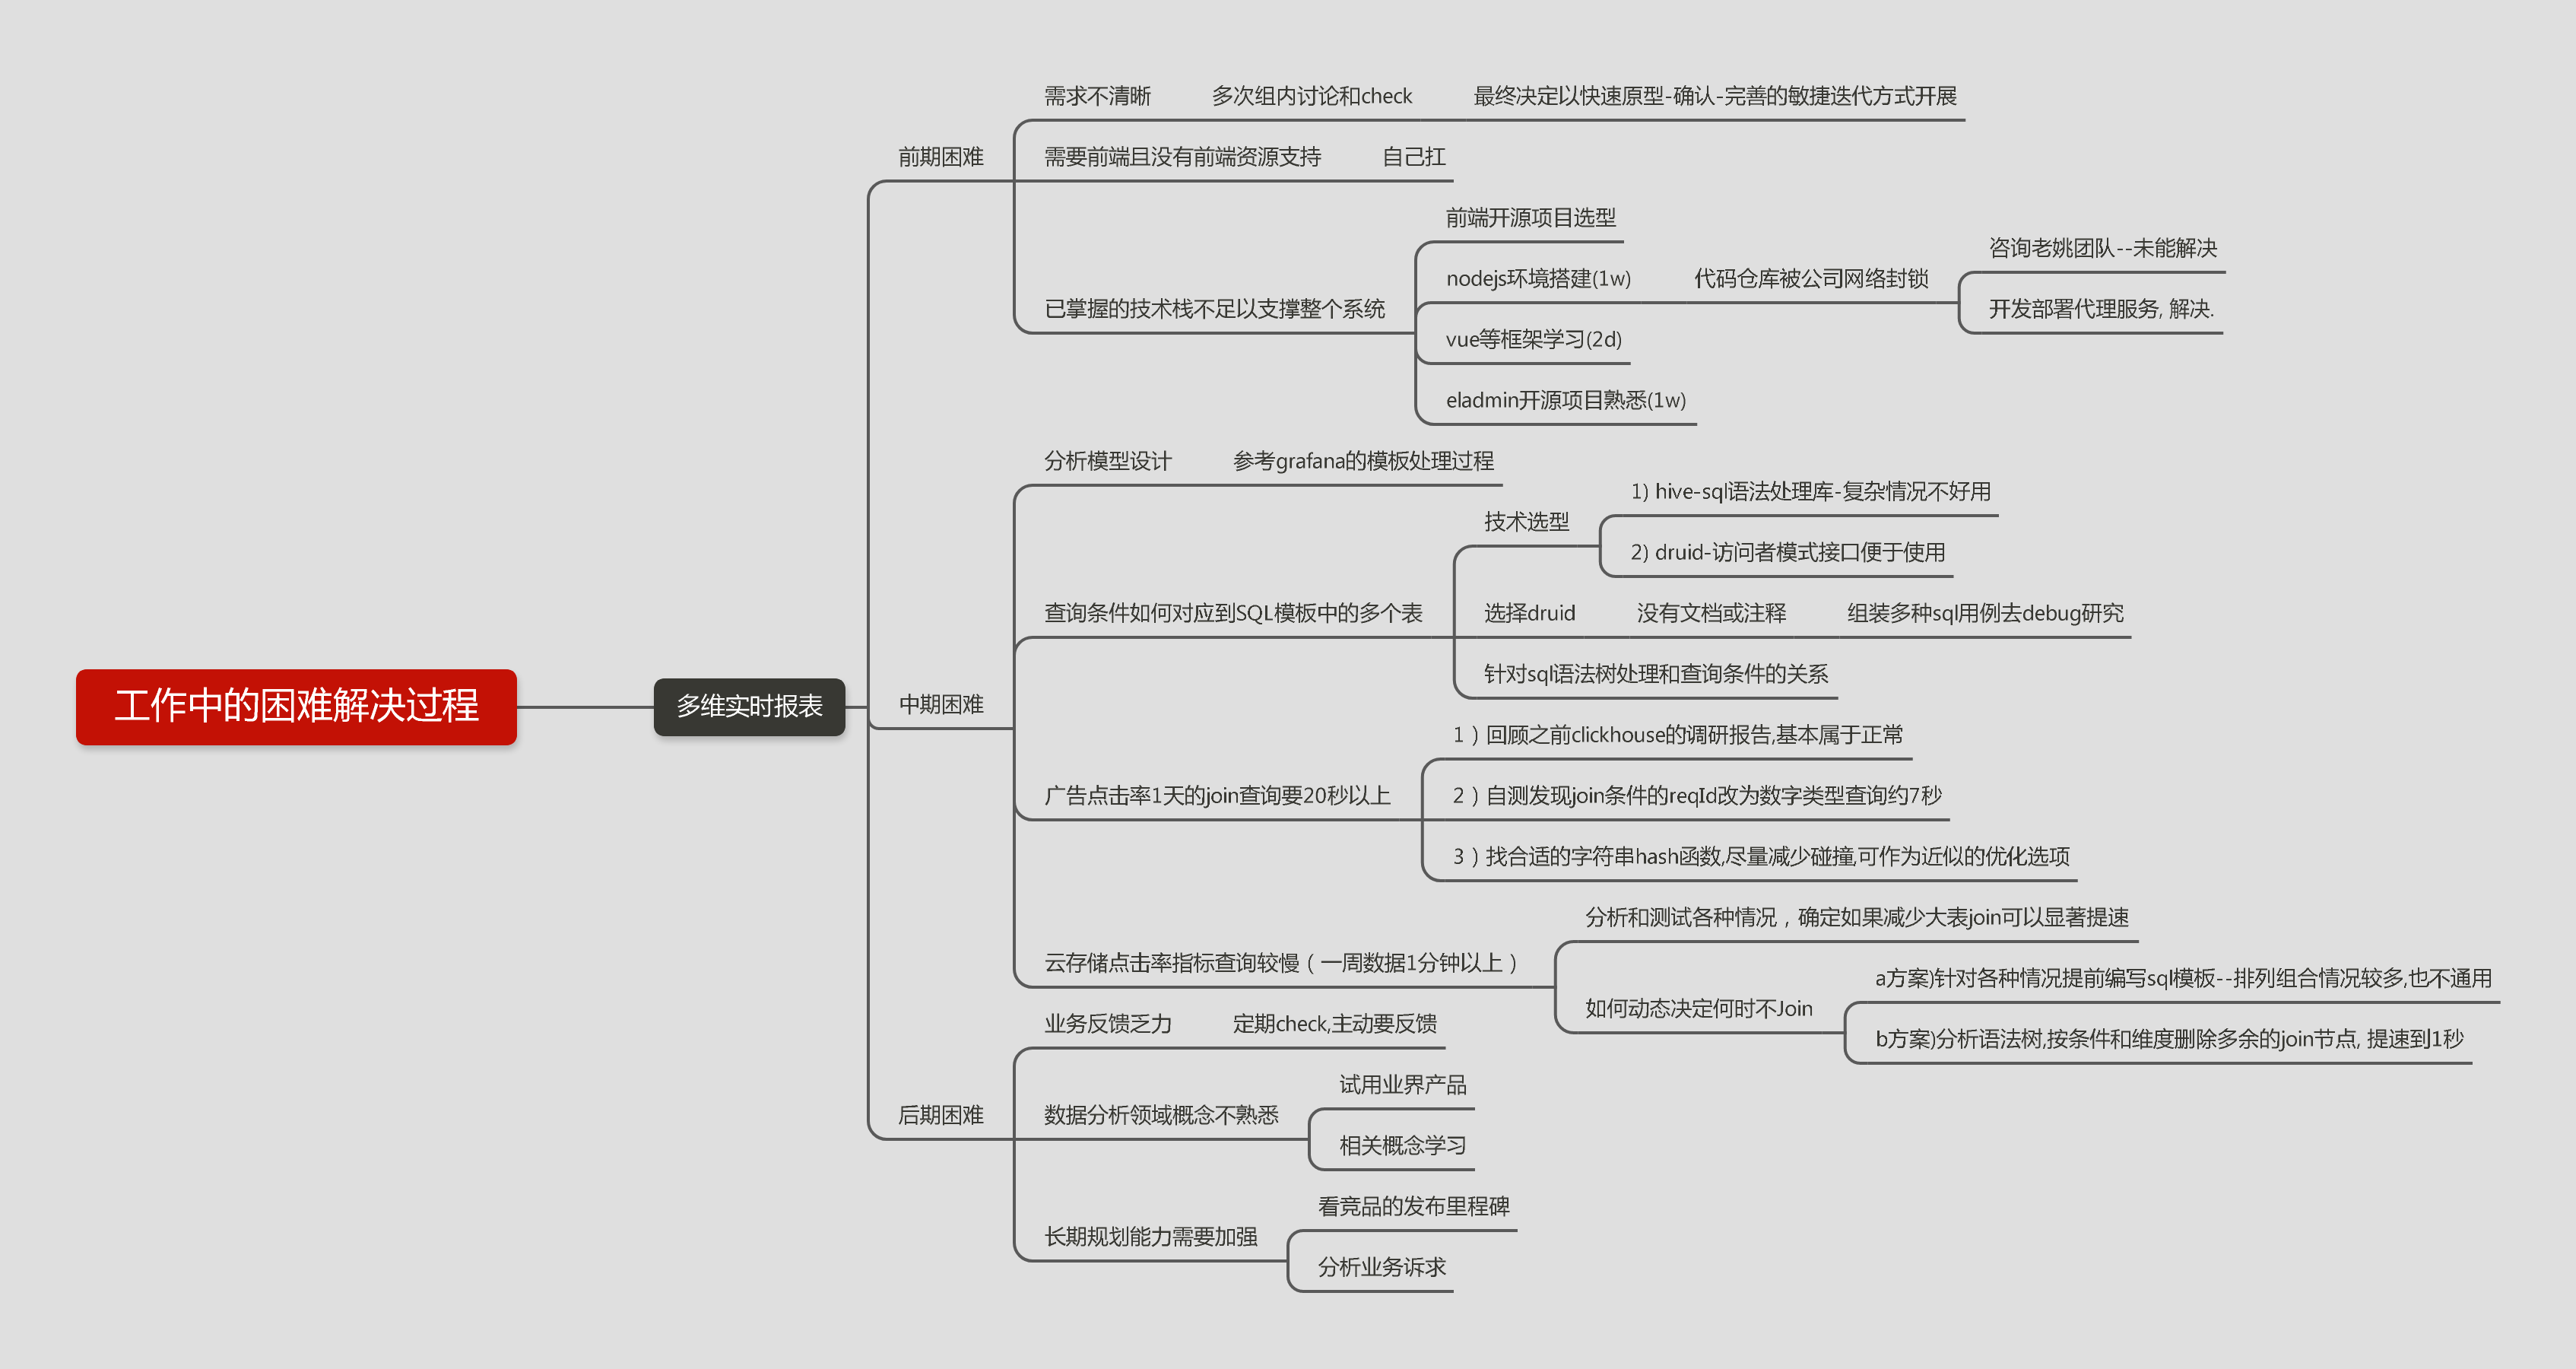 工作中的困难解决过程
多维实时报表
前期困难
需求不清晰
多次组内讨论和check
最终决定以快速原型-确认-完善的敏捷迭代方式开展
需要前端且没有前端资源支持
自己扛
已掌握的技术栈不足以支撑整个系统
前端开源项目选型
nodejs环境搭建(1w)
代码仓库被公司网络封锁
咨询老姚团队--未能解决
开发部署代理服务, 解决.
vue等框架学习(2d)
eladmin开源项目熟悉(1w)
中期困难
分析模型设计
参考grafana的模板处理过程
查询条件如何对应到SQL模板中的多个表
技术选型
1) hive-sql语法处理库-复杂情况不好用
2) druid-访问者模式接口便于使用
选择druid
没有文档或注释
组装多种sql用例去debug研究
针对sql语法树处理和查询条件的关系
广告点击率1天的join查询要20秒以上
1）回顾之前clickhouse的调研报告,基本属于正常
2）自测发现join条件的reqId改为数字类型查询约7秒
3）找合适的字符串hash函数,尽量减少碰撞,可作为近似的优化选项
云存储点击率指标查询较慢（一周数据1分钟以上）
分析和测试各种情况，确定如果减少大表join可以显著提速
如何动态决定何时不Join
a方案)针对各种情况提前编写sql模板--排列组合情况较多,也不通用
b方案)分析语法树,按条件和维度删除多余的join节点, 提速到1秒
后期困难
业务反馈乏力
定期check,主动要反馈
数据分析领域概念不熟悉
试用业界产品
相关概念学习
长期规划能力需要加强
看竞品的发布里程碑
分析业务诉求